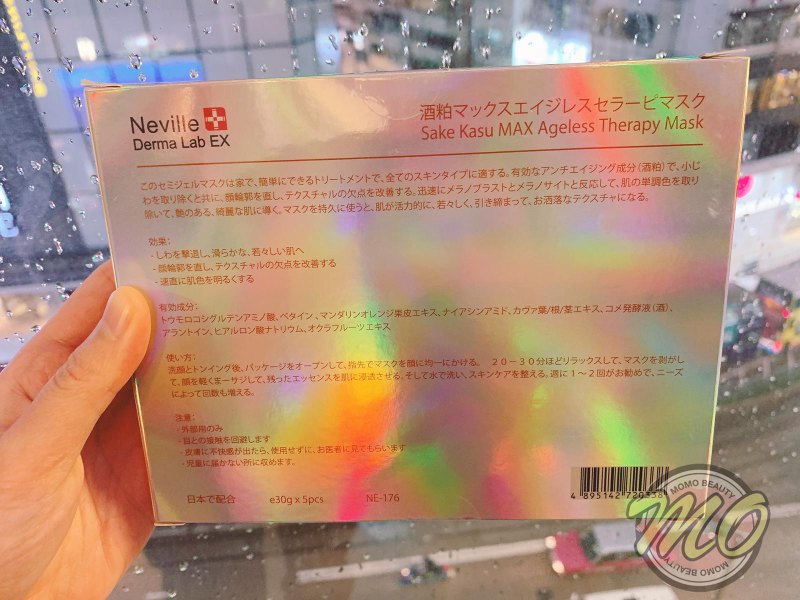 Neville
Derma Lab EX
酒粕マックスエイジレスセラーピマスク
Sake Kasu MAX Ageless Therapy Mask
このセミジェルマスクは家で、簡単にできるトリートメントで、全てのスキンタイプに適する。有効なアンチエイジング成分（酒粕）で、小じ
わを取り除くと共に、顔輪郭を直し、テクスチャルの欠点を改善する。迅速にメラノブラストとメラノサイトと反応して、肌の単調色を取り
除いて、艶のある、綺麗な肌に導く。マスクを持久に使うと、肌が活力的に、若々しく、引き締まって、お洒落なテクスチャになる。
効果：
- しわを撃退し、滑らかな、若々しい肌へ
- 顔輪郭を直し、テクスチャルの欠点を改善する
- 速直に肌色を明るくする
有効成分：
トウモロコシグルテンアミノ酸、ベタイン、マンダリンオレンジ果皮エキス、ナイアシンアミド、カヴァ葉/根/茎エキス、コメ発酵液（酒）、
アラントイン、ヒアルロン酸ナトリウム、オクラフルーツエキス
使い方：
洗顔とトンイング後、パッケージをオープンして、指先でマスクを顔に均一にかける。 20－30分ほどリラックスして、マスクを剥がし
て、顔を軽くまーサジして、残ったエッセンスを肌に浸透させる。そして水で洗い、スキンケアを整える。週に1～2回がお勧めで、ニーズ
によって回数も増える。
注意：
- 外部用のみ
- 目との接触を回避します
- 皮膚に不快感が出たら、使用せずに、お医者に見てもらいます
- 児童に届かない所に収めます。
日本で配合 e30g x 5pcs NE-176
4 895142 720338
MOMO BEAUTY
MO
MOMO BEAUTY